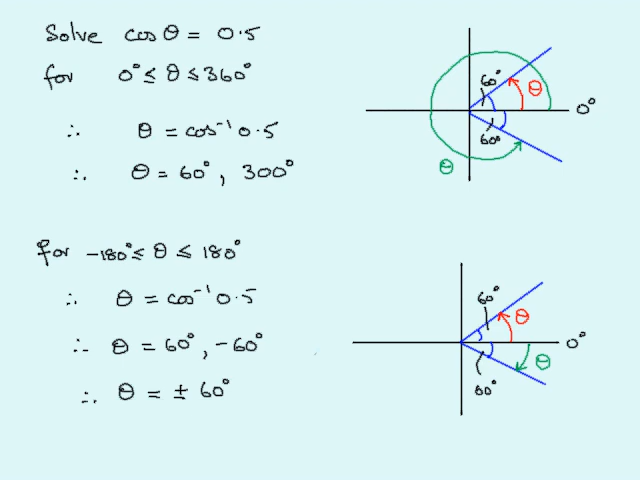 Solve cos θ = 0.5
for 0° ≤ θ ≤ 360°
∴ θ = cos⁻¹ 0.5
∴ θ = 60°, 300°
60°
θ
0°
60°
θ
for -180° ≤ θ ≤ 180°
∴ θ = cos⁻¹ 0.5
∴ θ = 60°, -60°
∴ θ = ± 60°
60°
θ
0°
θ
60°